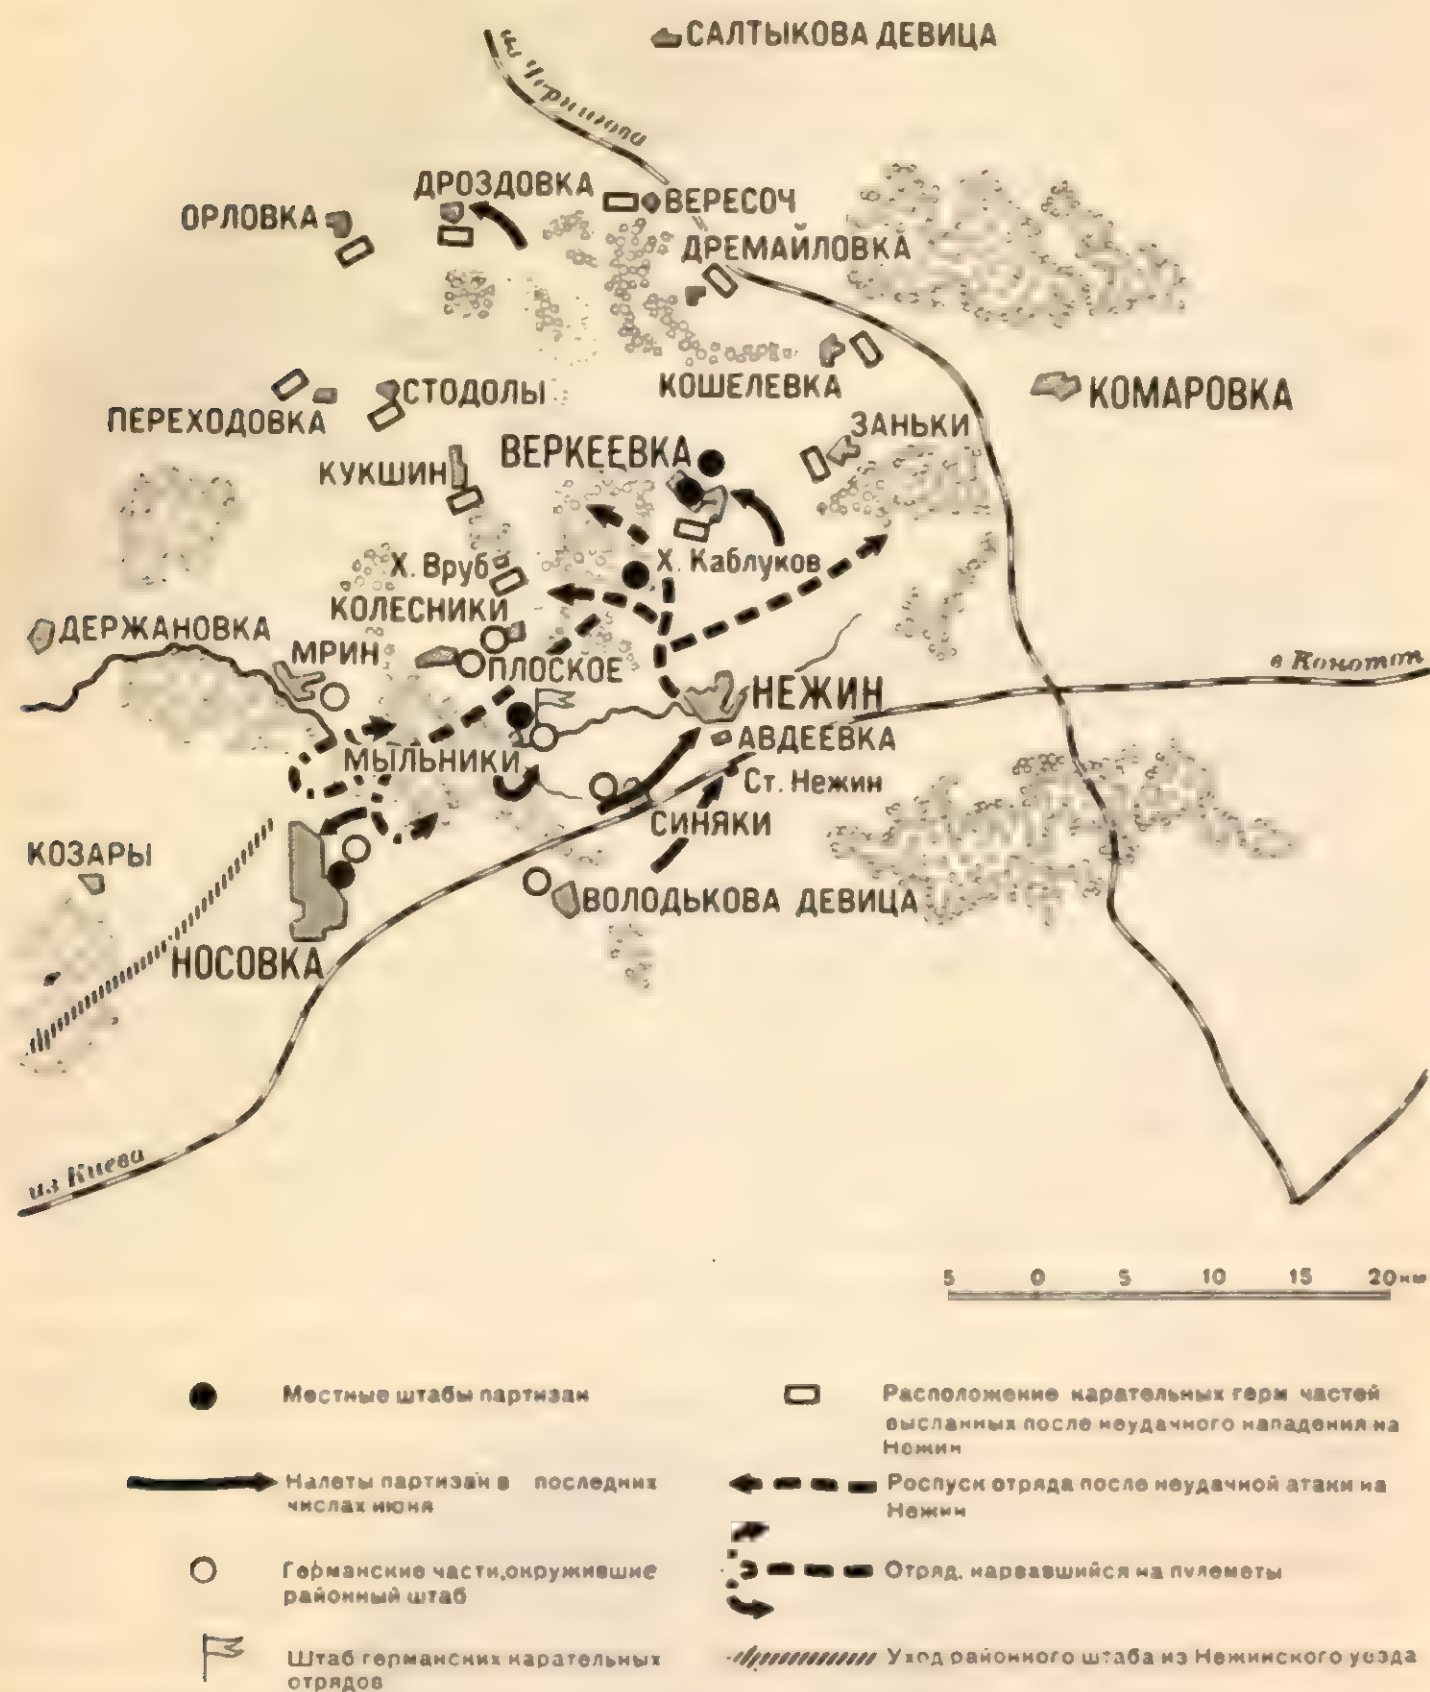 САЛТЫКОВА ДЕВИЦА
из Чернигова
ДРОЗДОВКА
ВЕРЕСОЧ
ОРЛОВКА
ДРЕМАЙЛОВКА
КОШЕЛЕВКА
КОМАРОВКА
СТОДОЛЫ
ПЕРЕХОДОВКА
ЗАНЬКИ
ВЕРКЕЕВКА
КУКШИН
Х. Вруб
Х. Каблуков
КОЛЕСНИКИ
ДЕРЖАНОВКА
МРИН
ПЛОСКОЕ
в Конотоп
НЕЖИН
АВДЕЕВКА
МЫЛЬНИКИ
Ст. Нежин
СИНЯКИ
КОЗАРЫ
ВОЛОДЬКОВА ДЕВИЦА
НОСОВКА
из Киева
5 0 5 10 15 20 км
Местные штабы партизан
Налеты партизан в последних
числах июня
Германские части, окружившие
районный штаб
Штаб германских карательных
отрядов
Расположение карательных герм частей
высланных после неудачного нападения на
Нежин
Роспуск отряда после неудачной атаки на
Нежин
Отряд, нарвавшийся на пулеметы
Уход районного штаба из Нежинского уезда